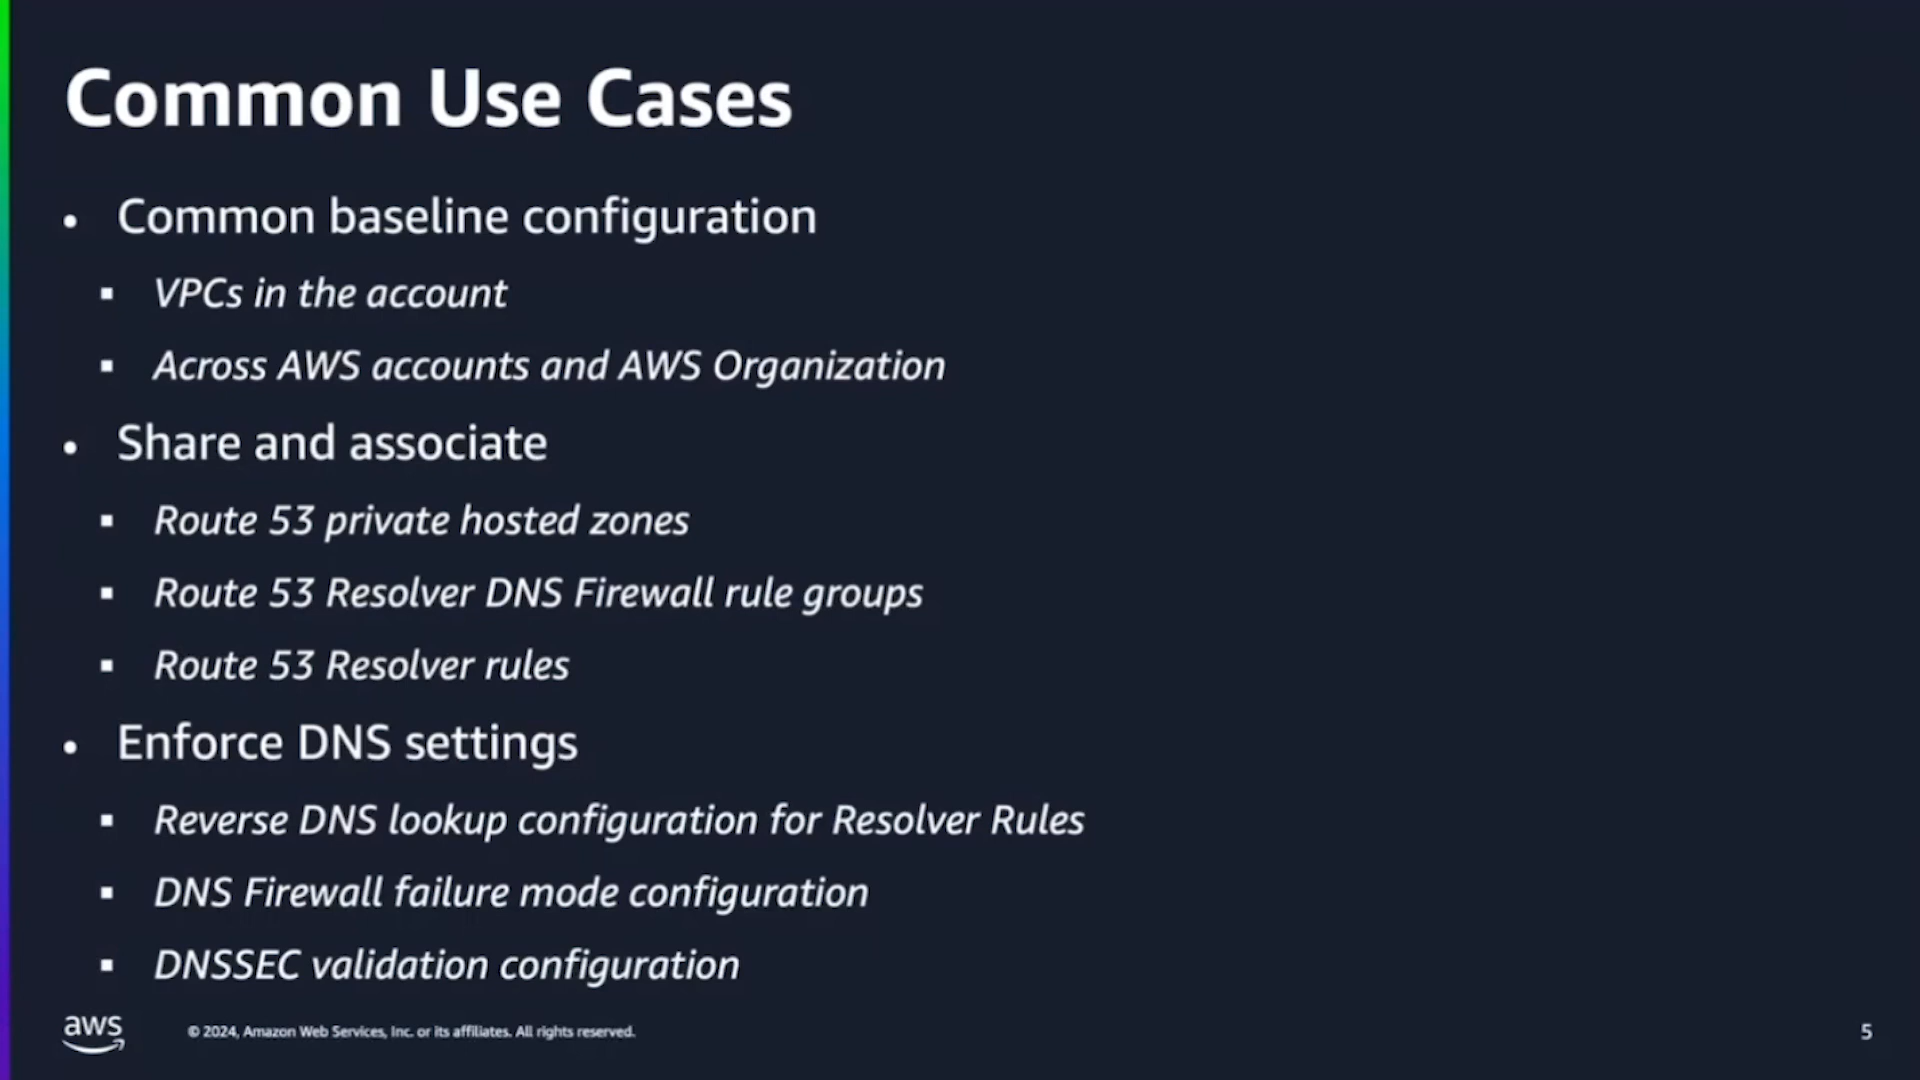 Common Use Cases
• Common baseline configuration
▪ VPCs in the account
▪ Across AWS accounts and AWS Organization
• Share and associate
▪ Route 53 private hosted zones
▪ Route 53 Resolver DNS Firewall rule groups
▪ Route 53 Resolver rules
• Enforce DNS settings
▪ Reverse DNS lookup configuration for Resolver Rules
▪ DNS Firewall failure mode configuration
▪ DNSSEC validation configuration
aws
© 2024, Amazon Web Services, Inc. or its affiliates. All rights reserved.
5